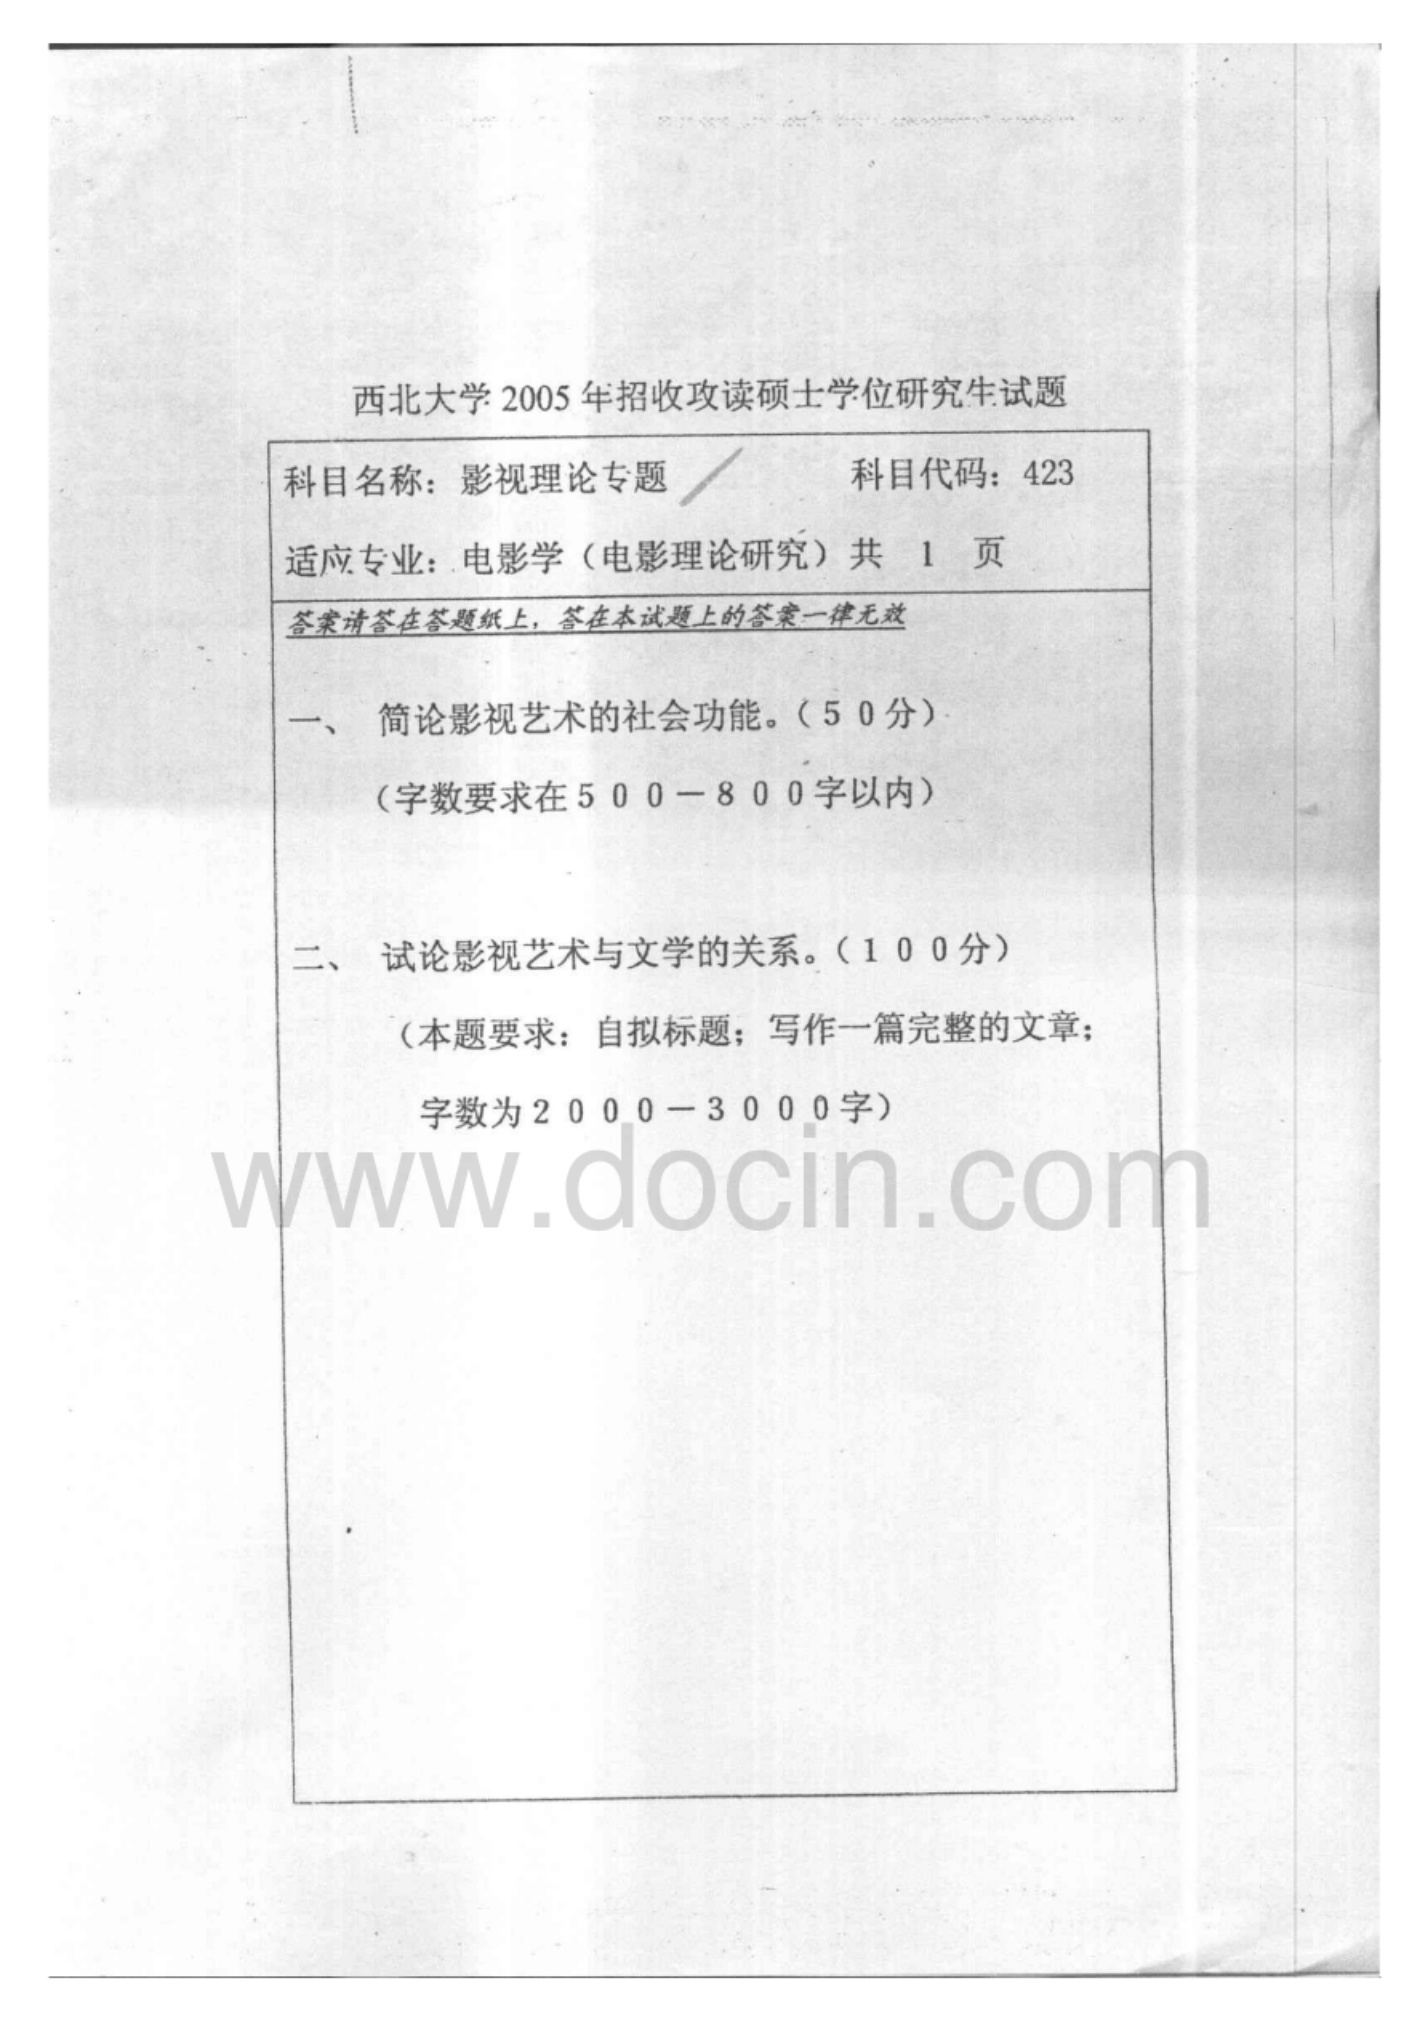 西北大学 2005 年招收攻读硕士学位研究生试题
科目名称：影视理论专题 科目代码：423
适应专业：电影学（电影理论研究）共 1 页
答案请答在答题纸上，答在本试题上的答案一律无效
一、 简论影视艺术的社会功能。（５０分）
（字数要求在５００－８００字以内）
二、 试论影视艺术与文学的关系。（１００分）
（本题要求：自拟标题；写作一篇完整的文章；
字数为２０００－３０００字）
www.docin.com